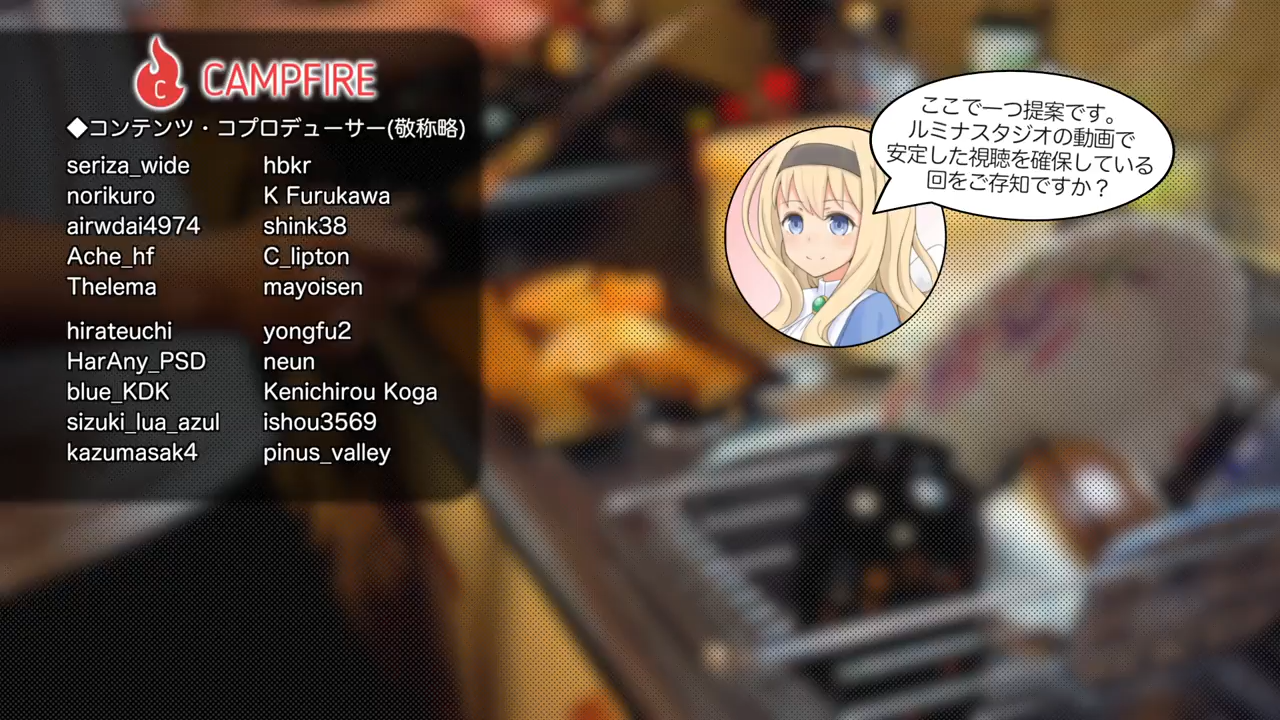 CAMPFIRE
◆コンテンツ・コプロデューサー(敬称略)
seriza_wide
norikuro
airwdai4974
Ache_hf
Thelema
hirateuchi
HarAny_PSD
blue_KDK
sizuki_lua_azul
kazumasak4
hbkr
K Furukawa
shink38
C_lipton
mayoisen
yongfu2
neun
Kenichirou Koga
ishou3569
pinus_valley
ここで一つ提案です。
ルミナスタジオの動画で
安定した視聴を確保している
回をご存知ですか？